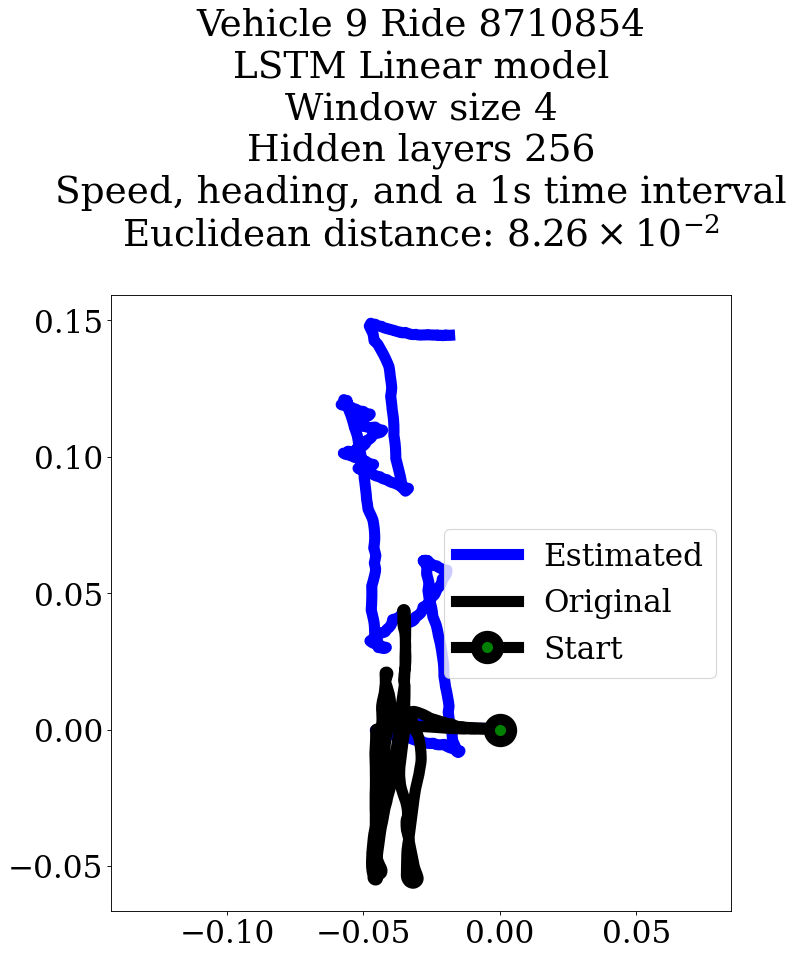 Vehicle 9 Ride 8710854
LSTM Linear model
Window size 4
Hidden layers 256
Speed, heading, and a 1s time interval
Euclidean distance: 8.26 × 10⁻²
0.15
0.10
0.05
0.00
−0.05
Estimated
Original
Start
−0.10 −0.05 0.00 0.05